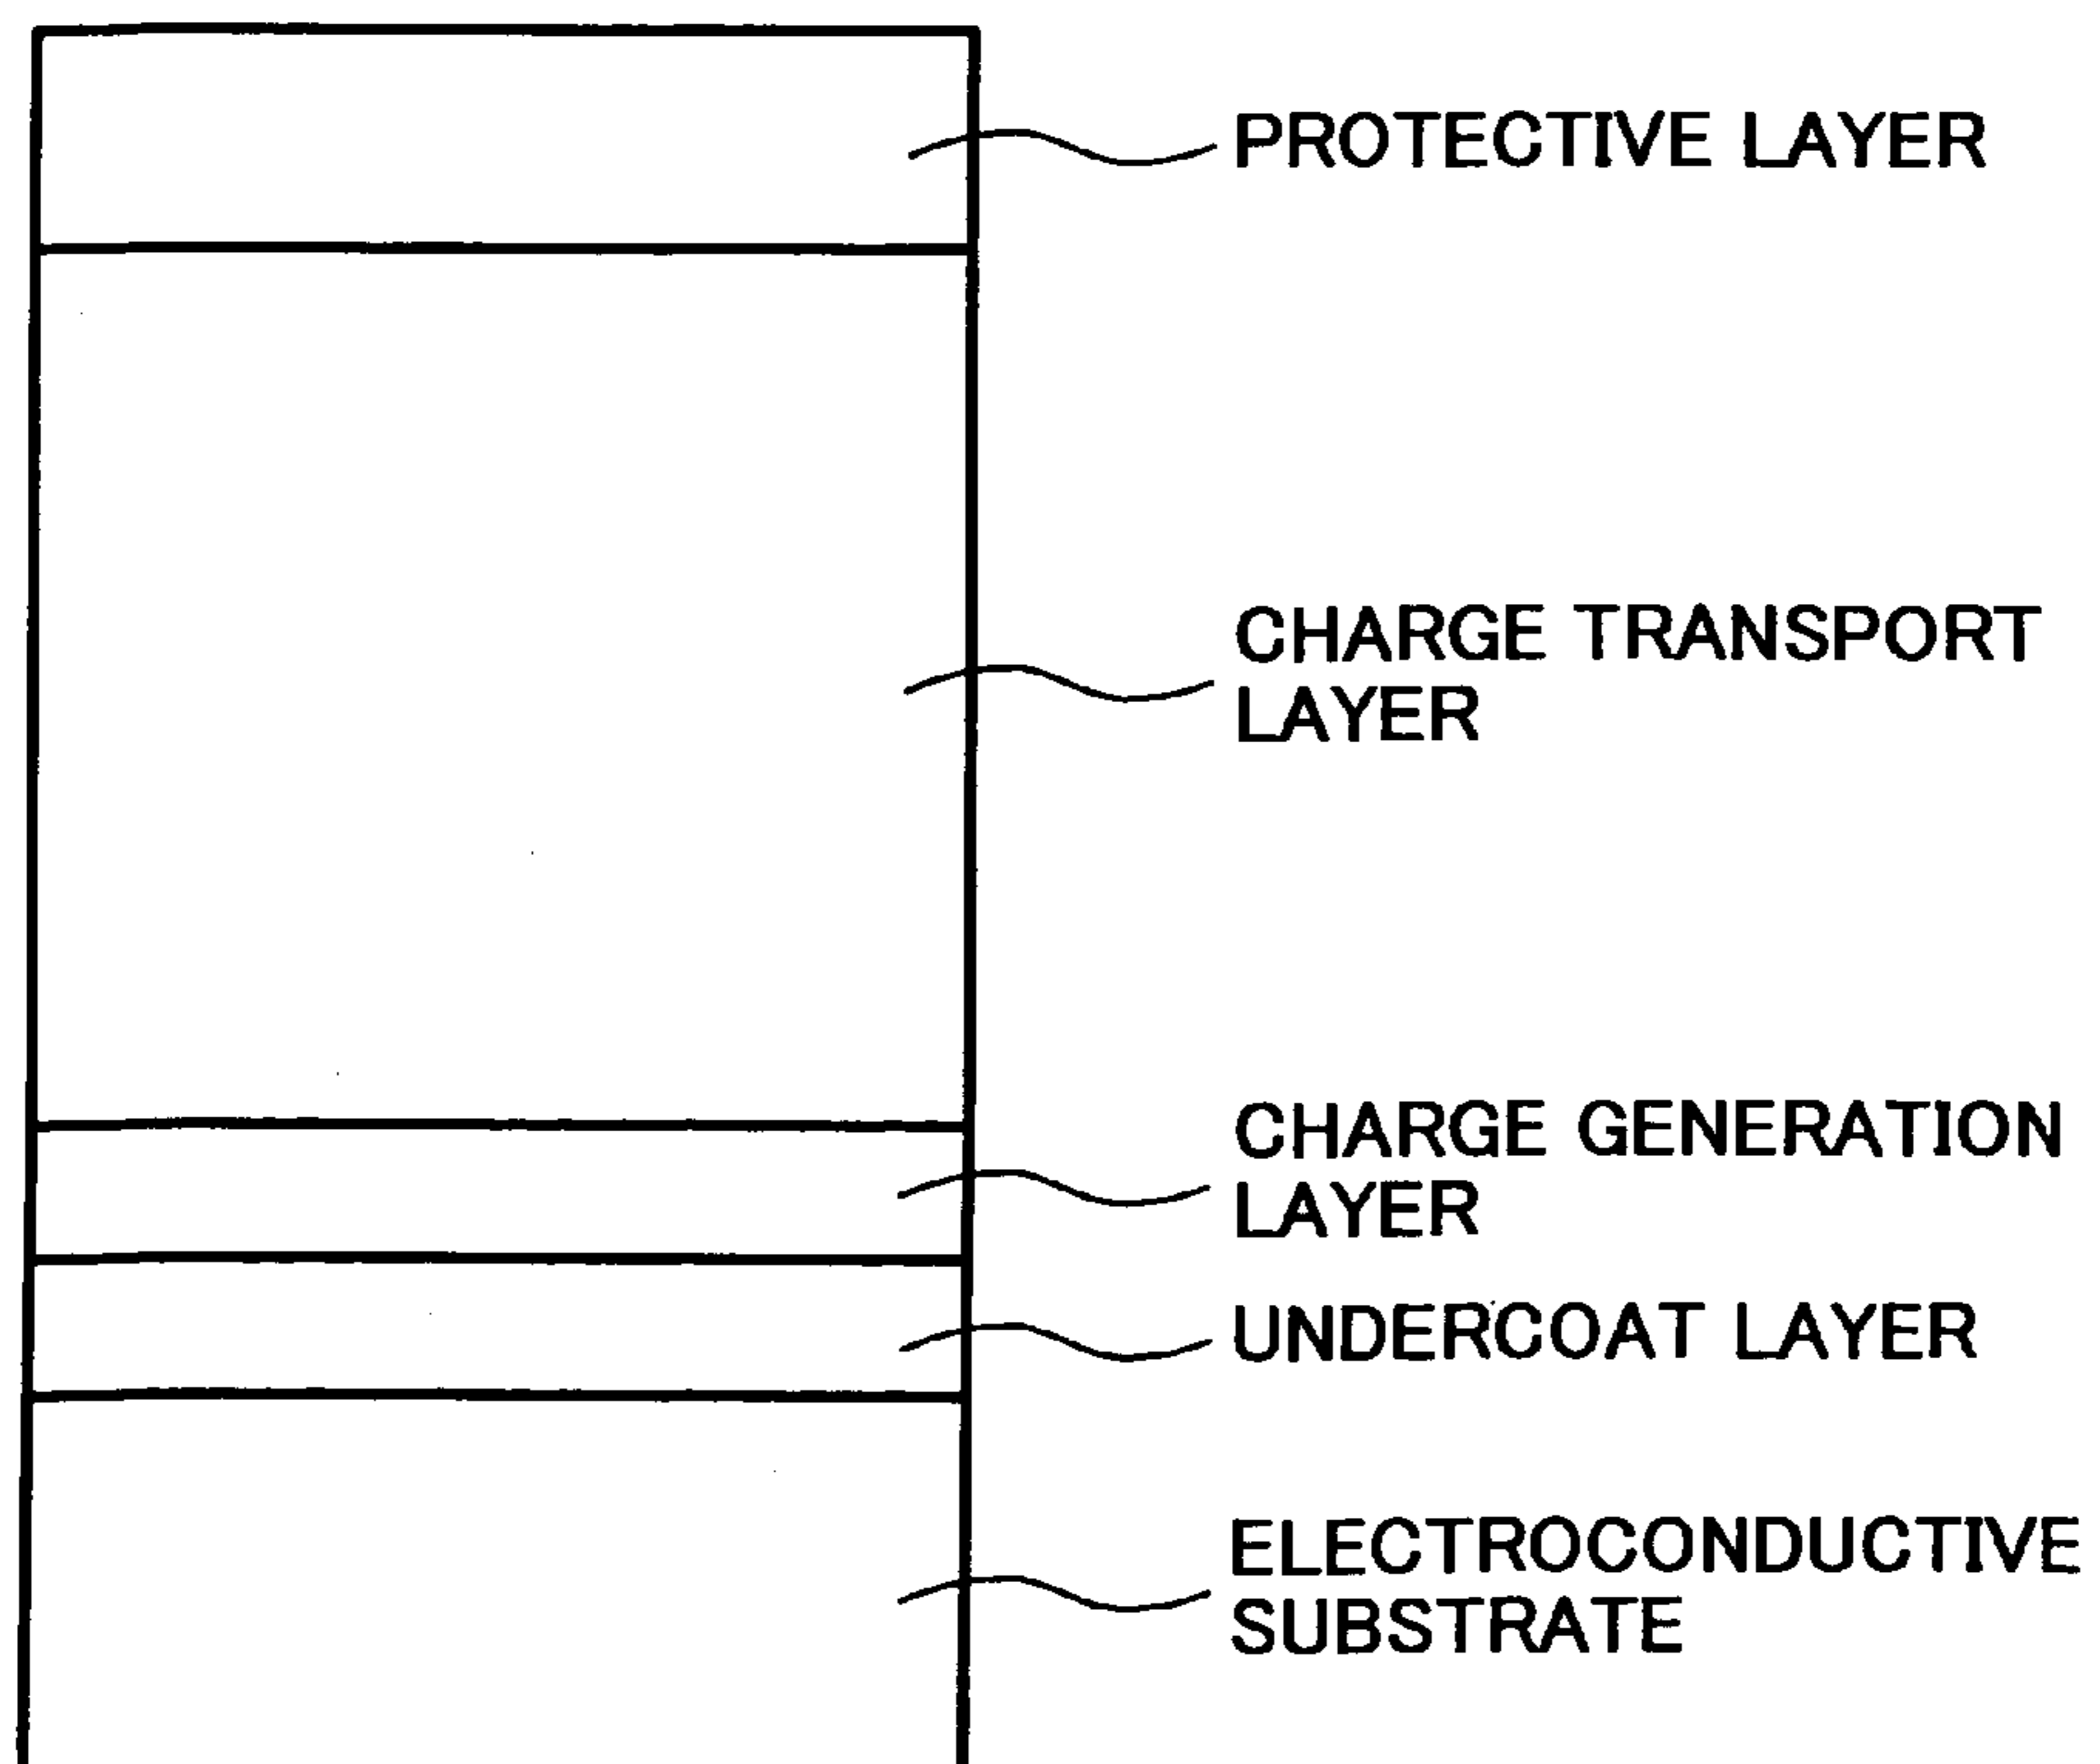 PROTECTIVE LAYER
CHARGE TRANSPORT
LAYER
CHARGE GENERATION
LAYER
UNDERCOAT LAYER
ELECTROCONDUCTIVE
SUBSTRATE